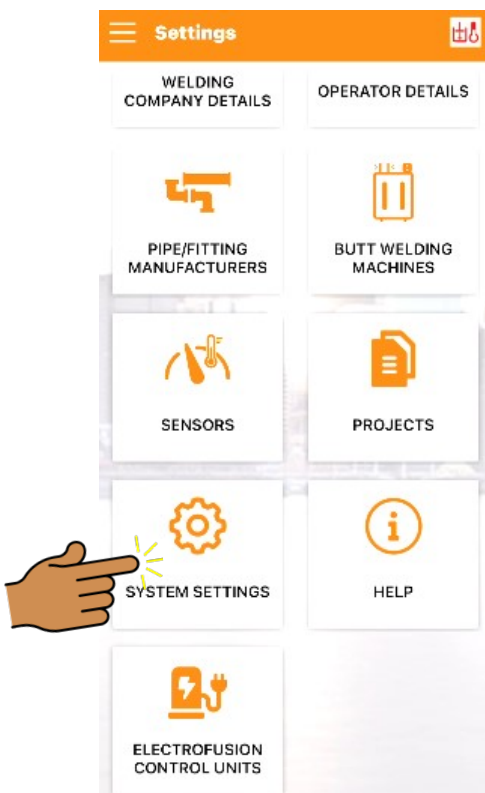 Settings
WELDING
COMPANY DETAILS
OPERATOR DETAILS
PIPE/FITTING
MANUFACTURERS
BUTT WELDING
MACHINES
SENSORS
PROJECTS
SYSTEM SETTINGS
HELP
ELECTROFUSION
CONTROL UNITS